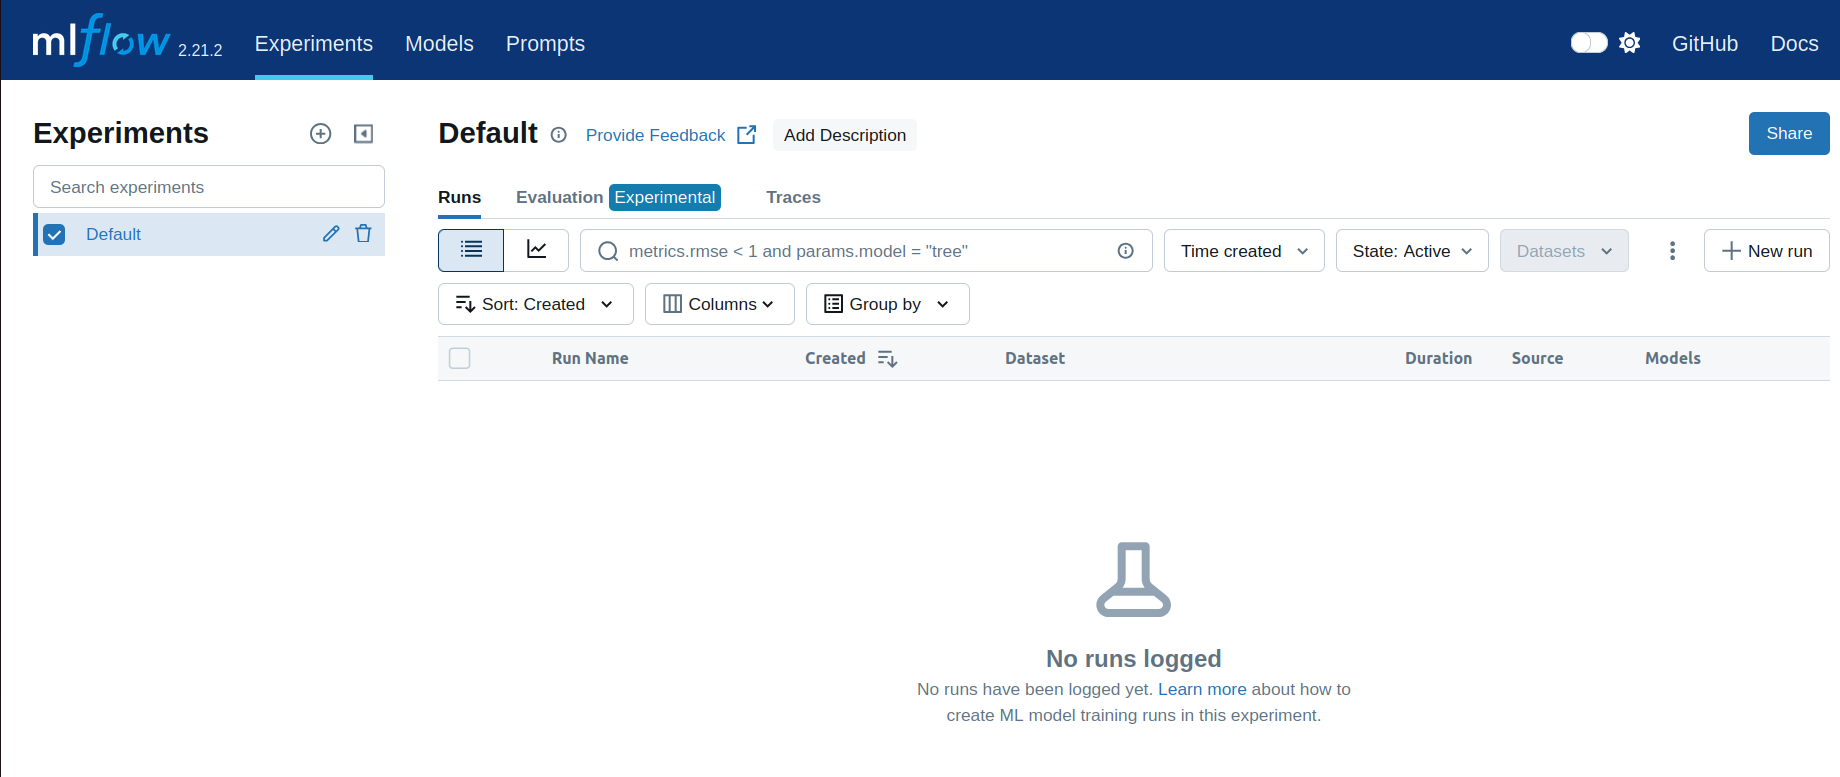 mlflow 2.21.2 Experiments Models Prompts GitHub Docs
Experiments
Search experiments
Default
Default Provide Feedback Add Description Share
Runs Evaluation Experimental Traces
metrics.rmse < 1 and params.model = "tree" Time created State: Active Datasets New run
Sort: Created Columns Group by
Run Name Created Dataset Duration Source Models
No runs logged
No runs have been logged yet. Learn more about how to
create ML model training runs in this experiment.